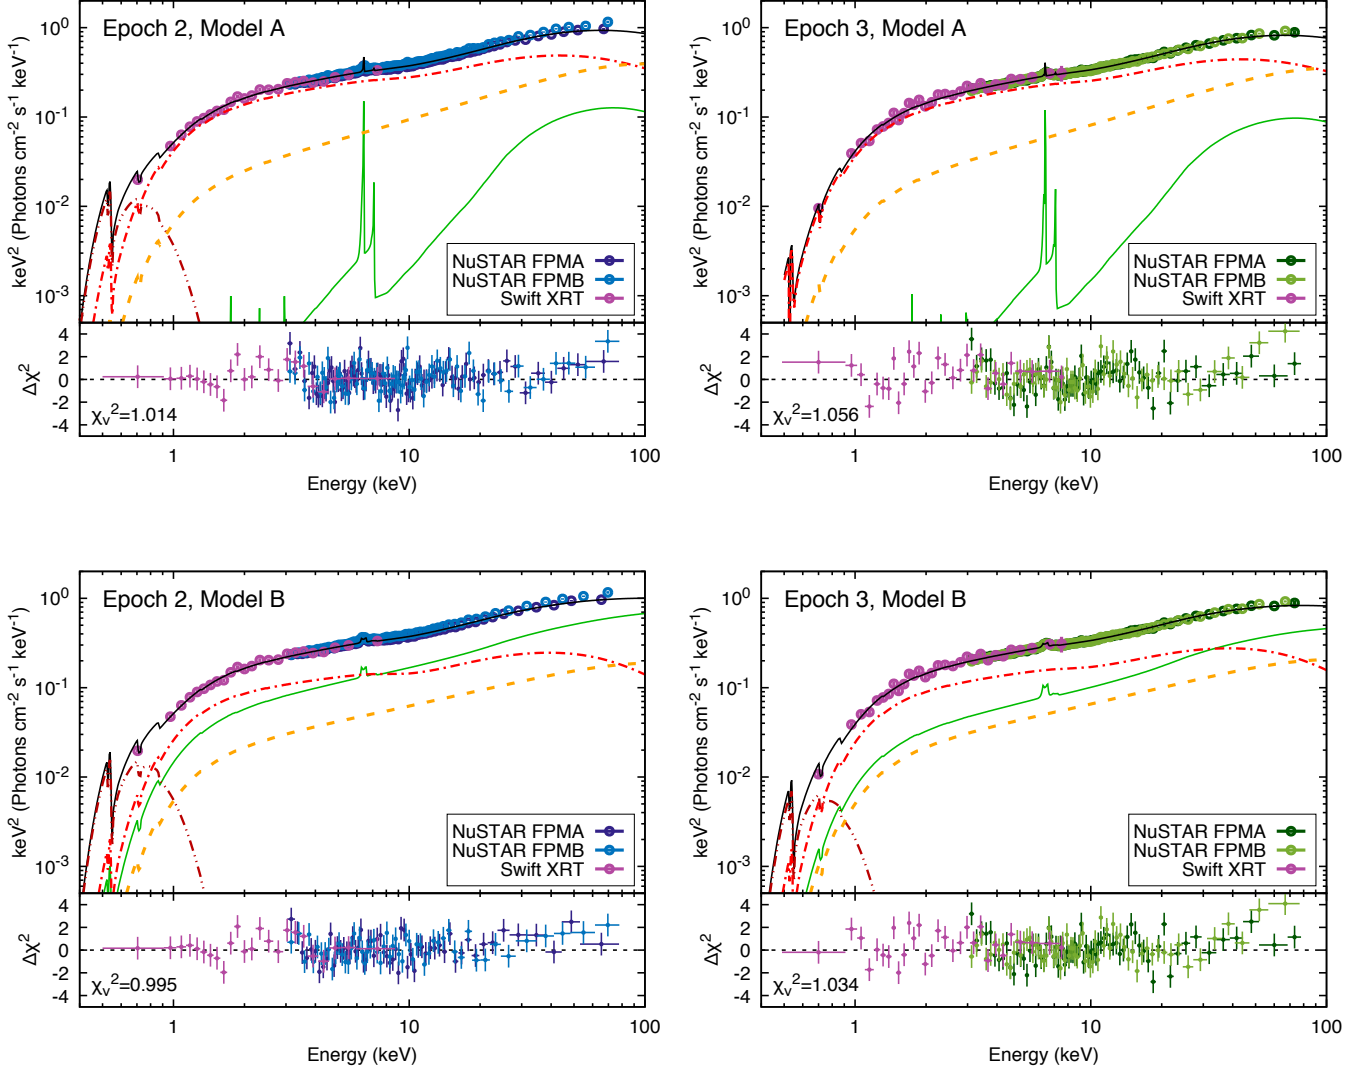 Epoch 2, Model A
keV² (Photons cm⁻² s⁻¹ keV⁻¹)
10⁰
10⁻¹
10⁻²
10⁻³
NuSTAR FPMA
NuSTAR FPMB
Swift XRT
Δχ²
4
2
0
-2
-4
χᵥ²=1.014
1 10 100
Energy (keV)
Epoch 3, Model A
keV² (Photons cm⁻² s⁻¹ keV⁻¹)
10⁰
10⁻¹
10⁻²
10⁻³
NuSTAR FPMA
NuSTAR FPMB
Swift XRT
Δχ²
4
2
0
-2
-4
χᵥ²=1.056
1 10 100
Energy (keV)
Epoch 2, Model B
keV² (Photons cm⁻² s⁻¹ keV⁻¹)
10⁰
10⁻¹
10⁻²
10⁻³
NuSTAR FPMA
NuSTAR FPMB
Swift XRT
Δχ²
4
2
0
-2
-4
χᵥ²=0.995
1 10 100
Energy (keV)
Epoch 3, Model B
keV² (Photons cm⁻² s⁻¹ keV⁻¹)
10⁰
10⁻¹
10⁻²
10⁻³
NuSTAR FPMA
NuSTAR FPMB
Swift XRT
Δχ²
4
2
0
-2
-4
χᵥ²=1.034
1 10 100
Energy (keV)